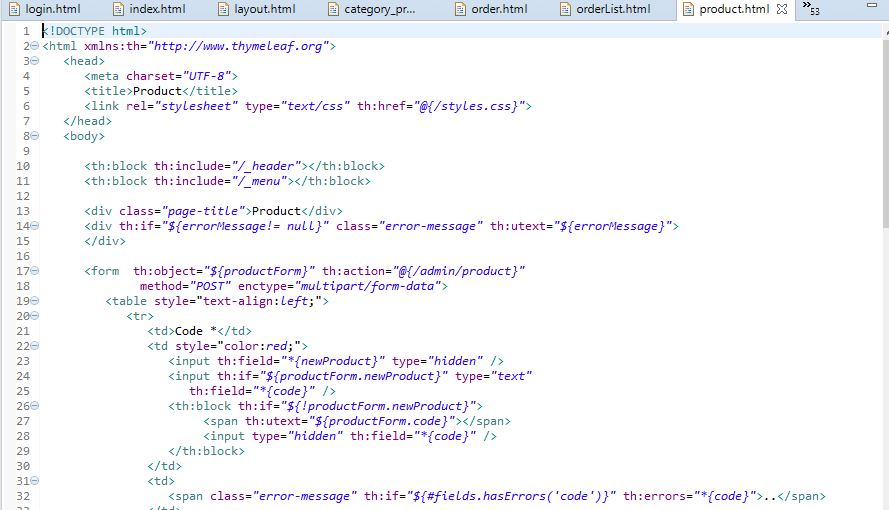 login.html index.html layout.html category_pr... order.html orderList.html product.html »53
1 <!DOCTYPE html>
2 <html xmlns:th="http://www.thymeleaf.org">
3 <head>
4 <meta charset="UTF-8">
5 <title>Product</title>
6 <link rel="stylesheet" type="text/css" th:href="@{/styles.css}">
7 </head>
8 <body>
9
10 <th:block th:include="/_header"></th:block>
11 <th:block th:include="/_menu"></th:block>
12
13 <div class="page-title">Product</div>
14 <div th:if="${errorMessage!= null}" class="error-message" th:utext="${errorMessage}">
15 </div>
16
17 <form  th:object="${productForm}" th:action="@{/admin/product}"
18 method="POST" enctype="multipart/form-data">
19 <table style="text-align:left;">
20 <tr>
21 <td>Code *</td>
22 <td style="color:red;">
23 <input th:field="*{newProduct}" type="hidden" />
24 <input th:if="${productForm.newProduct}" type="text"
25 th:field="*{code}" />
26 <th:block th:if="${!productForm.newProduct}">
27 <span th:utext="${productForm.code}"></span>
28 <input type="hidden" th:field="*{code}" />
29 </th:block>
30 </td>
31 <td>
32 <span class="error-message" th:if="${#fields.hasErrors('code')}" th:errors="*{code}">..</span>